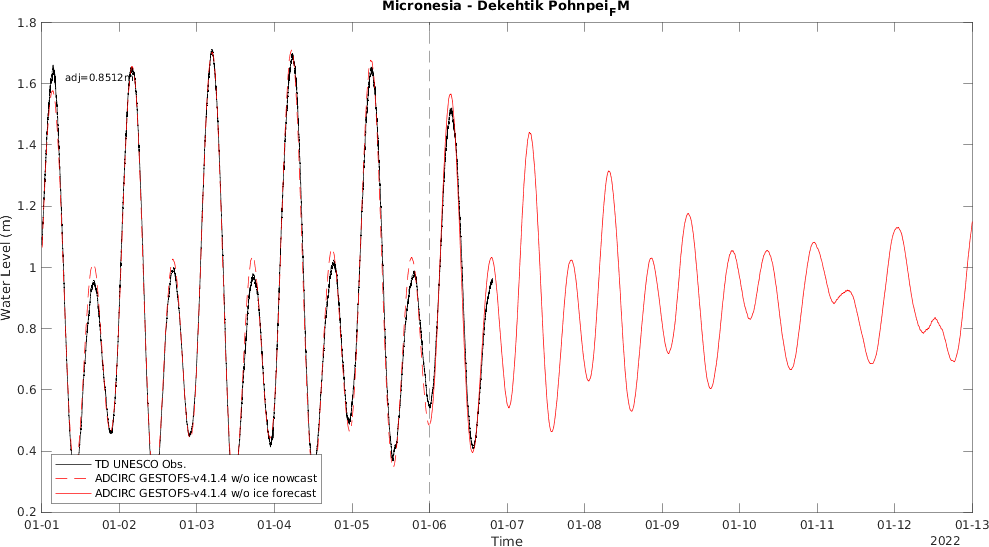 Micronesia - Dekehtik Pohnpei_FM
adj=0.8512m
Water Level (m)
1.8
1.6
1.4
1.2
1
0.8
0.6
0.4
0.2
TD UNESCO Obs.
ADCIRC GESTOFS-v4.1.4 w/o ice nowcast
ADCIRC GESTOFS-v4.1.4 w/o ice forecast
01-01 01-02 01-03 01-04 01-05 01-06 01-07 01-08 01-09 01-10 01-11 01-12 01-13
Time
2022